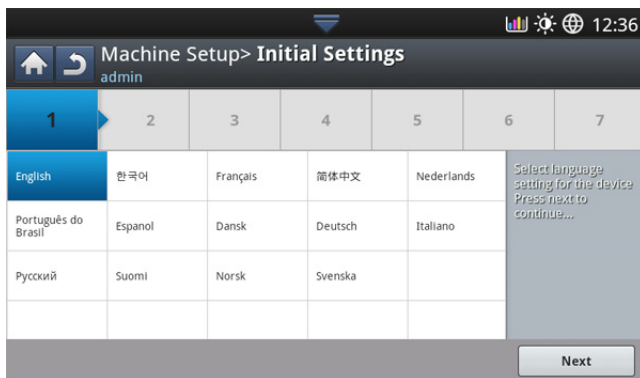 12:36
Machine Setup> Initial Settings
admin
1 2 3 4 5 6 7
English 한국어 Français 简体中文 Nederlands
Português do Brasil Espanol Dansk Deutsch Italiano
Русский Suomi Norsk Svenska
Select language
setting for the device
Press next to
continue...
Next